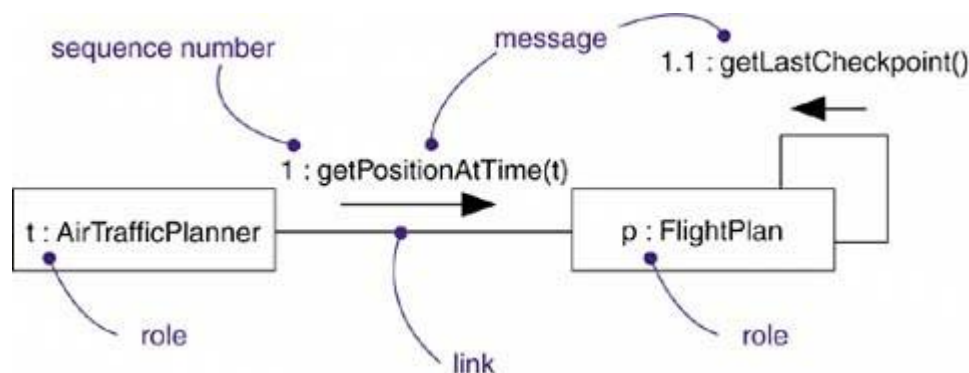 sequence number
message
1.1 : getLastCheckpoint()
1 : getPositionAtTime(t)
t : AirTrafficPlanner
p : FlightPlan
role
link
role